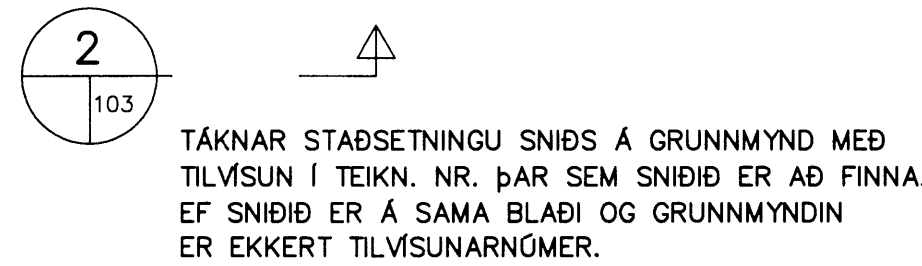 2
103
TÁKNAR STAÐSETNINGU SNIÐS Á GRUNNMYND MEÐ
TILVÍSUN Í TEIKN. NR. ÞAR SEM SNIÐIÐ ER AÐ FINNA.
EF SNIÐIÐ ER Á SAMA BLAÐI OG GRUNNMYNDIN
ER EKKERT TILVÍSUNARNÚMER.